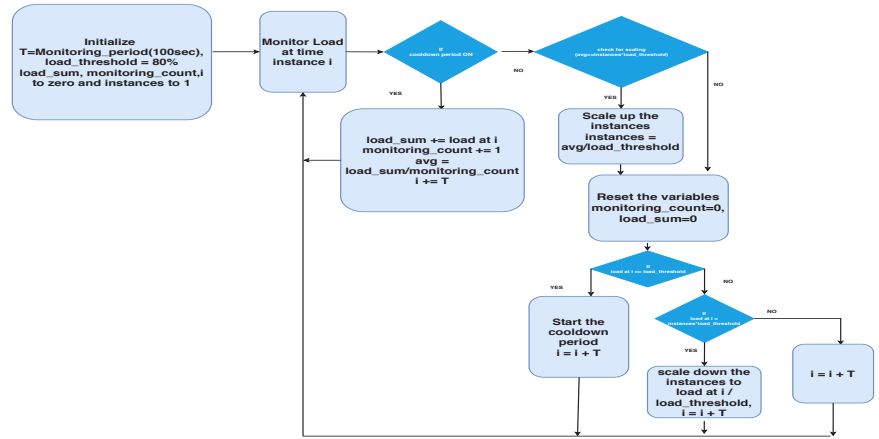 Initialize
T=Monitoring_period(100sec),
load_threshold = 80%
load_sum, monitoring_count,i
to zero and instances to 1
Monitor Load
at time
instance i
If
cooldown period ON
YES
NO
load_sum += load at i
monitoring_count += 1
avg =
load_sum/monitoring_count
i += T
check for scaling
(avg>=instances*load_threshold)
YES
NO
Scale up the
instances
instances =
avg/load_threshold
Reset the variables
monitoring_count=0,
load_sum=0
If
load at i >= load_threshold
YES
NO
Start the
cooldown
period
i = i + T
If
load at i =
instances*load_threshold
YES
NO
scale down the
instances to
load at i /
load_threshold,
i = i + T
i = i + T